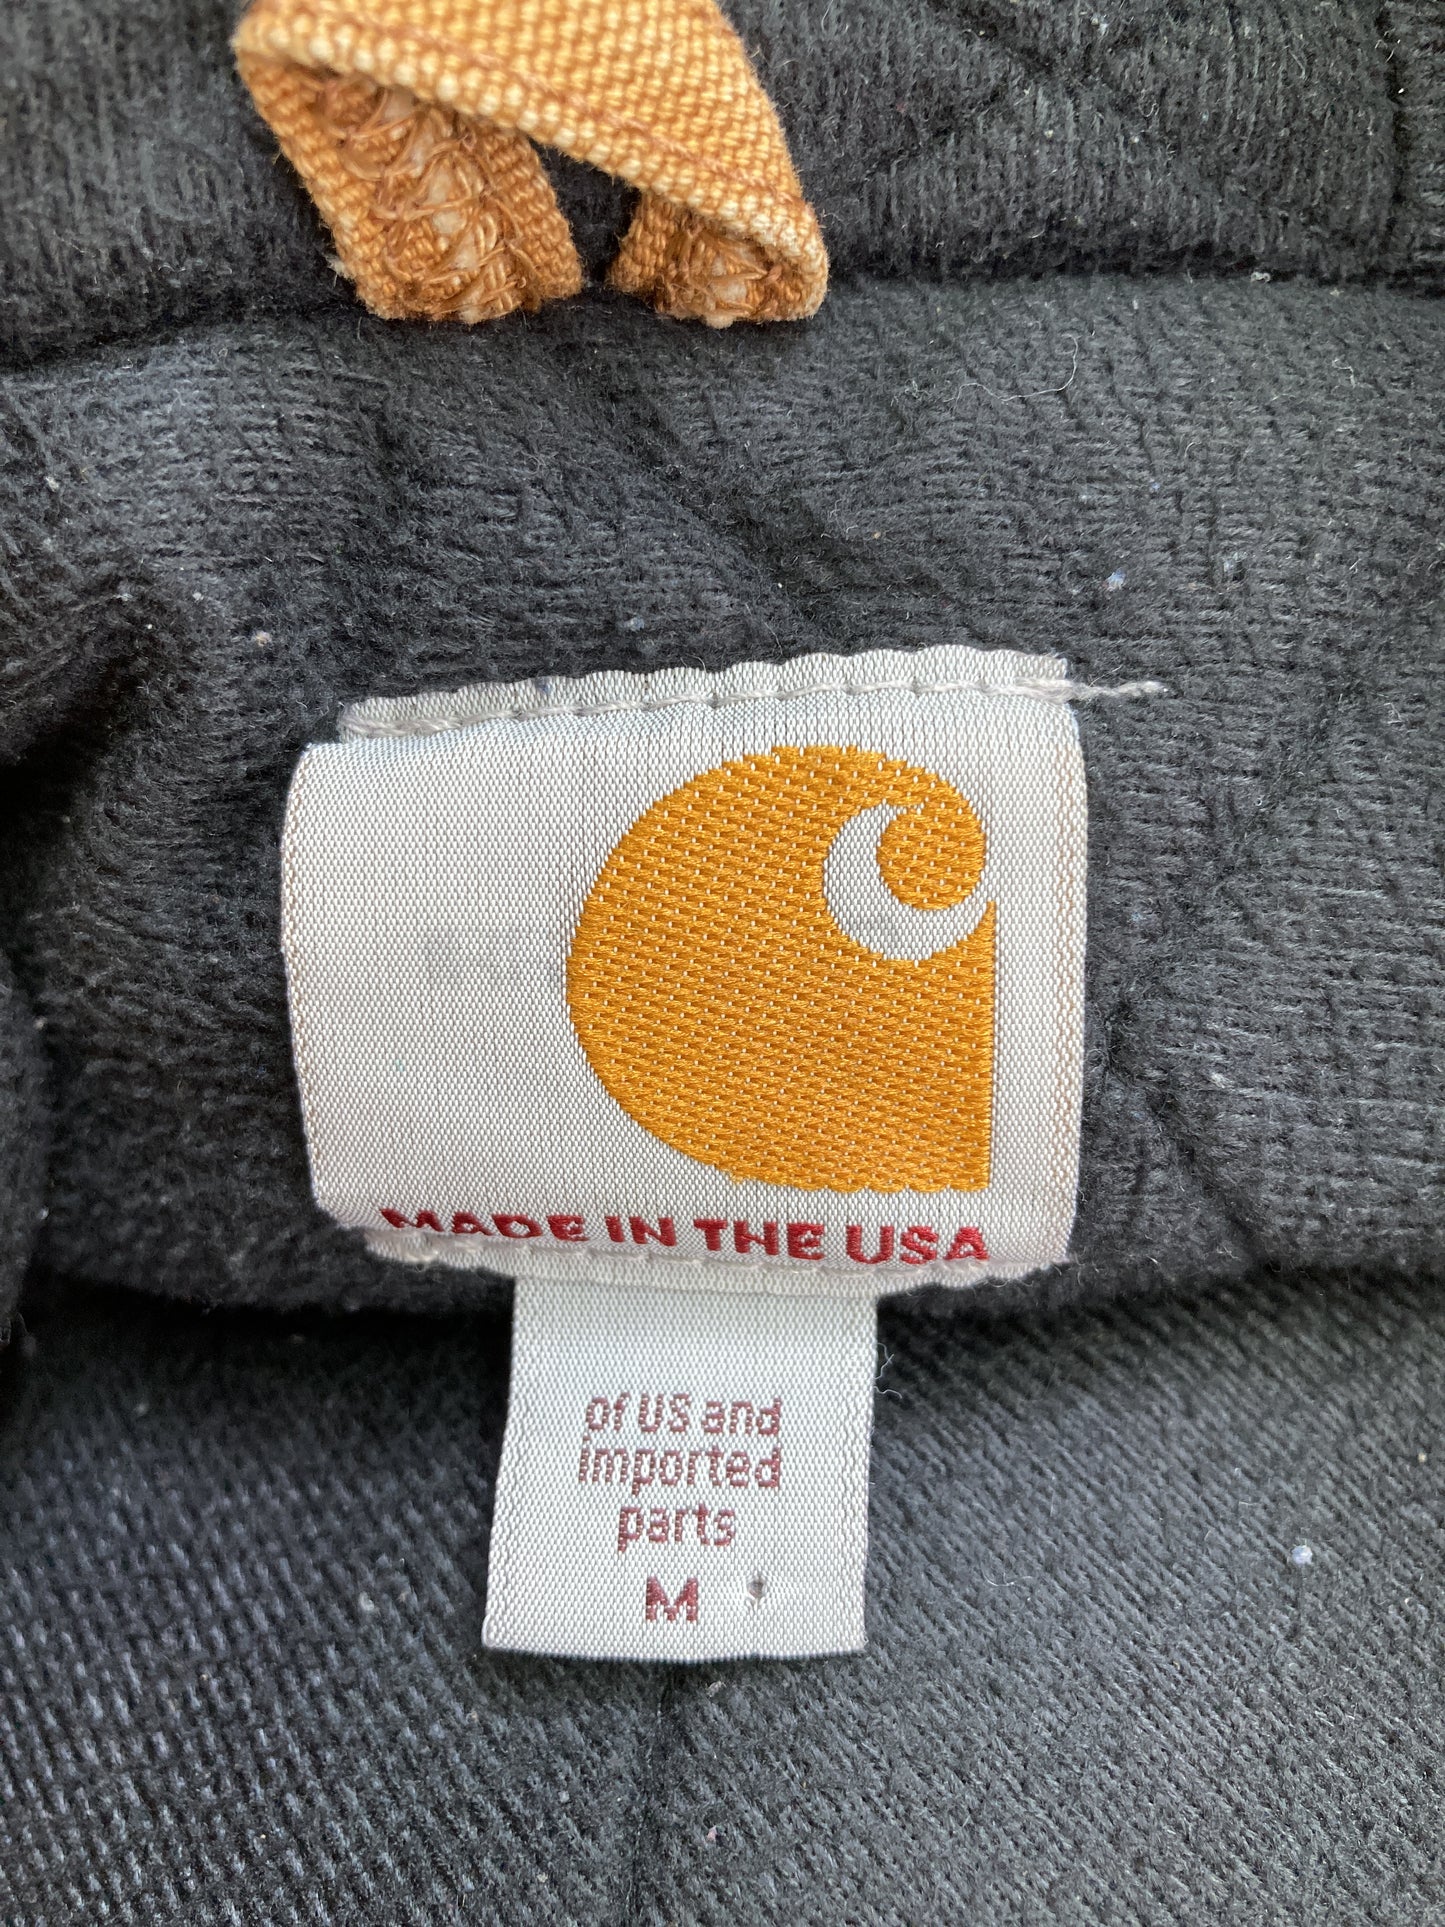 MADE IN THE USA
of US and
imported
parts
M